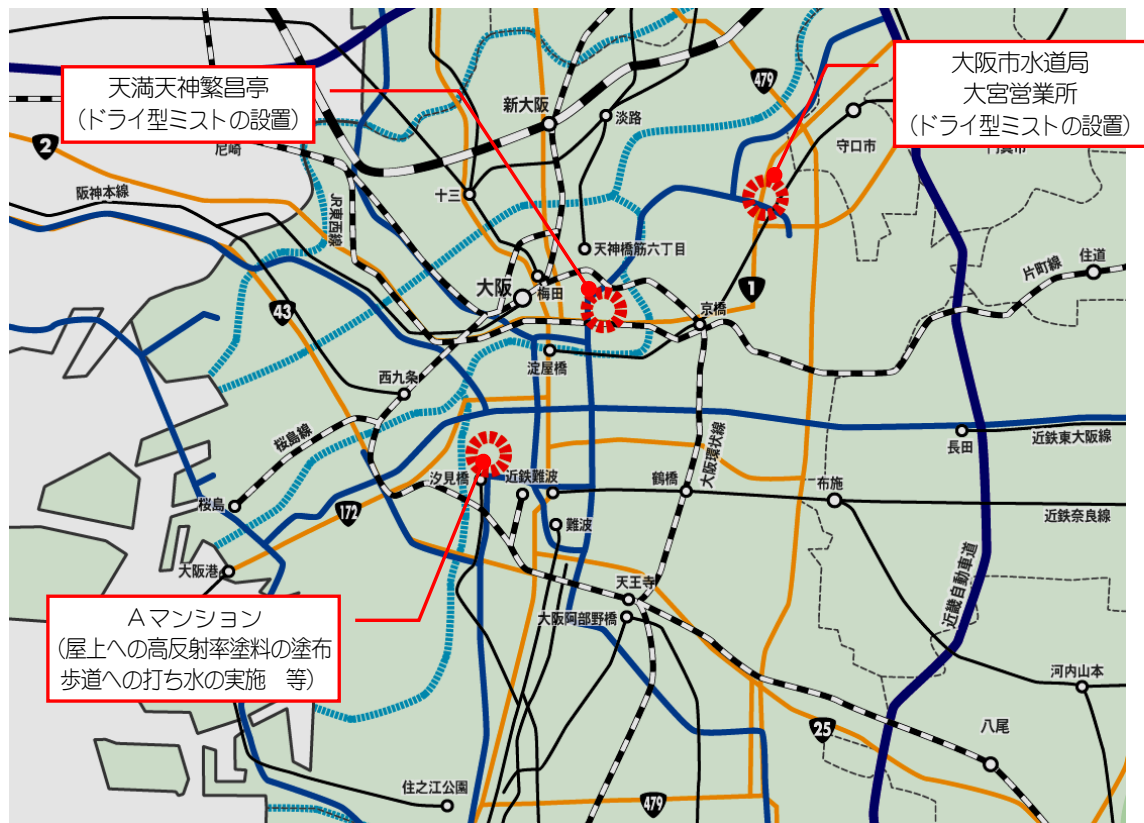 天満天神繁昌亭
(ドライ型ミストの設置)
大阪市水道局
大宮営業所
(ドライ型ミストの設置)
479
新大阪
淡路
守口市
2
尼崎
阪神本線
JR東西線
十三
天神橋筋六丁目
片町線
住道
大阪
梅田
1
京橋
43
淀屋橋
西九条
大阪環状線
桜島線
長田
近鉄東大阪線
汐見橋
近鉄難波
鶴橋
布施
桜島
172
難波
近鉄奈良線
大阪港
天王寺
大阪阿部野橋
近畿自動車道
Aマンション
(屋上への高反射率塗料の塗布
歩道への打ち水の実施 等)
河内山本
25
八尾
住之江公園
479